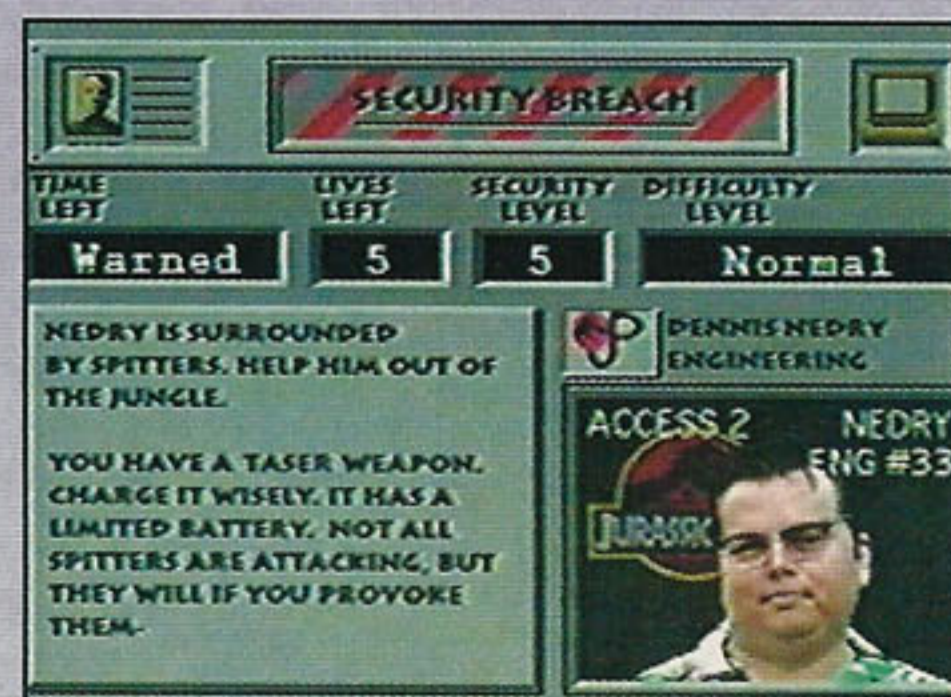 SECURITY BREACH
TIME LEFT
LIVES LEFT
SECURITY LEVEL
DIFFICULTY LEVEL
Warned
5
5
Normal
NEDRY IS SURROUNDED
BY SPITTERS. HELP HIM OUT OF
THE JUNGLE.
YOU HAVE A TASER WEAPON.
CHARGE IT WISELY. IT HAS A
LIMITED BATTERY. NOT ALL
SPITTERS ARE ATTACKING, BUT
THEY WILL IF YOU PROVOKE
THEM.
DENNIS NEDRY
ENGINEERING
ACCESS 2 NEDRY
ENG #33
JURASSIC